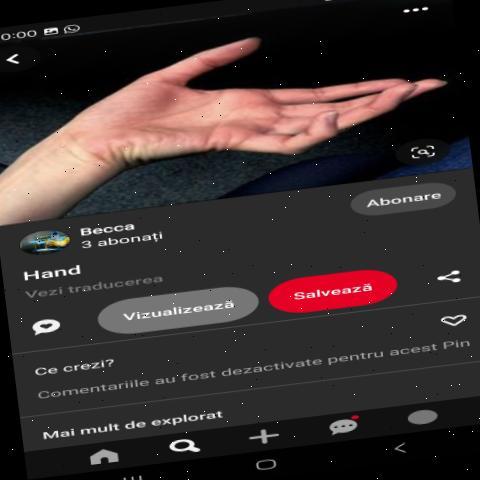 0:00
Becca
3 abonați
Abonare
Hand
Vezi traducerea
Vizualizează
Salvează
Ce crezi?
Comentariile au fost dezactivate pentru acest Pin
Mai mult de explorat